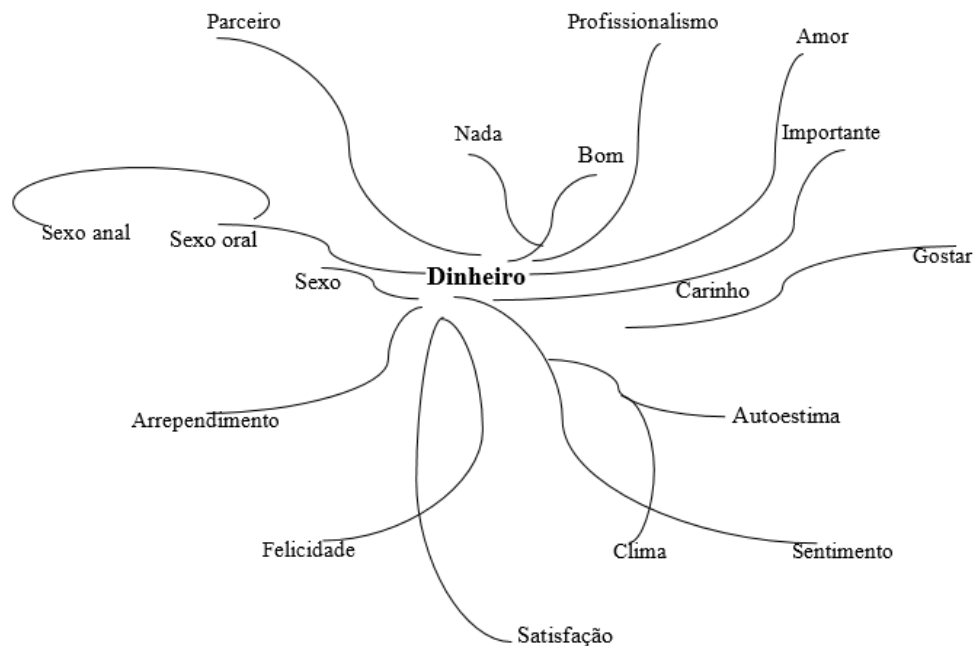 Parceiro
Profissionalismo
Amor
Nada
Bom
Importante
Sexo anal
Sexo oral
Gostar
Sexo
Dinheiro
Carinho
Arrependimento
Autoestima
Felicidade
Clima
Sentimento
Satisfação